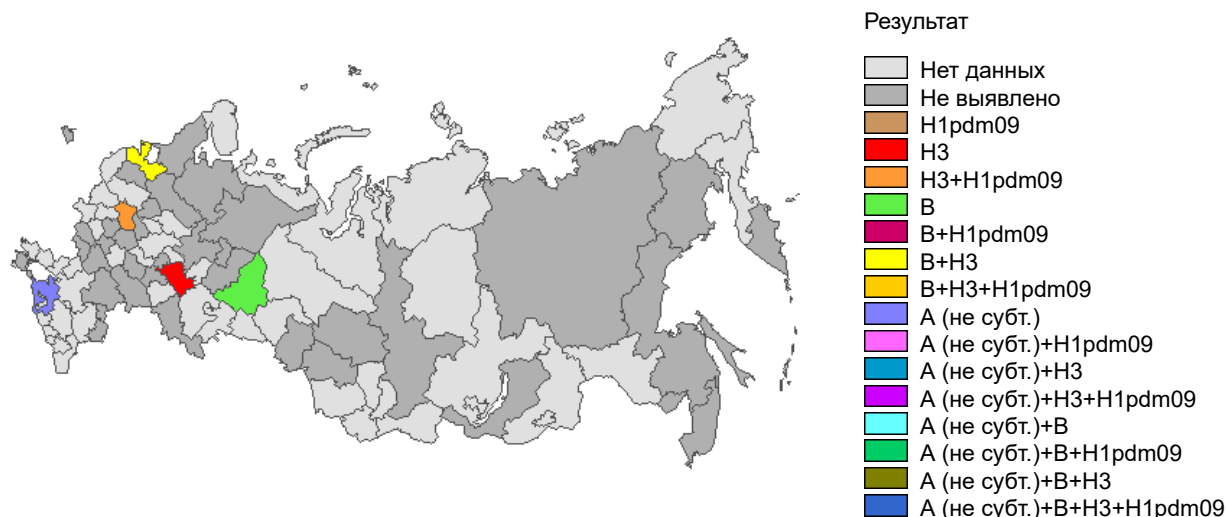 Результат
Нет данных
Не выявлено
H1pdm09
H3
H3+H1pdm09
B
B+H1pdm09
B+H3
B+H3+H1pdm09
А (не субт.)
А (не субт.)+H1pdm09
А (не субт.)+H3
А (не субт.)+H3+H1pdm09
А (не субт.)+B
А (не субт.)+B+H1pdm09
А (не субт.)+B+H3
А (не субт.)+B+H3+H1pdm09